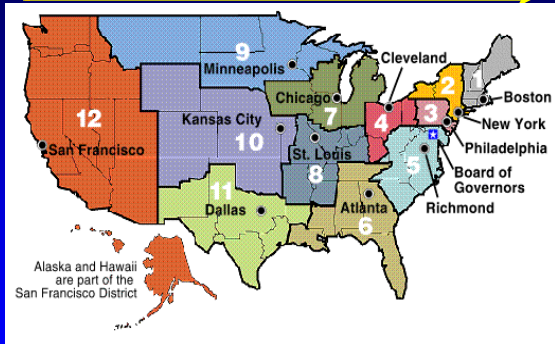 9
Minneapolis
Cleveland
1
2
Chicago
7
Boston
12
Kansas City
4
3
New York
San Francisco
10
St. Louis
Philadelphia
5
Board of
Governors
8
11
Dallas
Atlanta
6
Richmond
Alaska and Hawaii
are part of the
San Francisco District